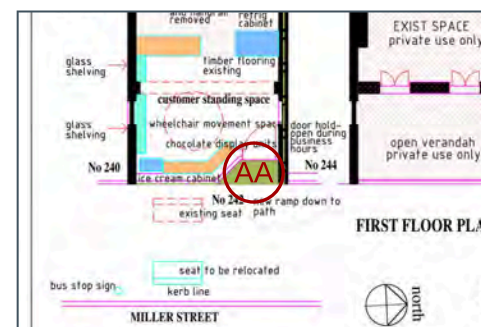 and handrail
removed
refrig
cabinet
glass
shelving
timber flooring
existing
customer standing space
glass
shelving
wheelchair movement space
chocolate display units
door hold-
open during
business
hours
No 240
No 244
ice cream cabinet
AA
No 242
new ramp down to
path
existing seat
seat to be relocated
bus stop sign
kerb line
MILLER STREET
EXIST SPACE
private use only
open verandah
private use only
FIRST FLOOR PLA
north